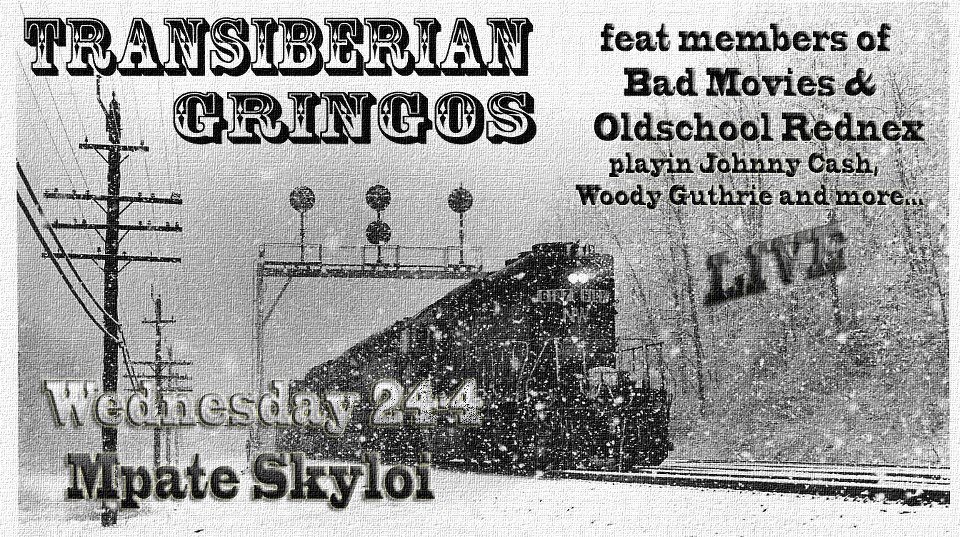 TRANSIBERIAN
GRINGOS
feat members of
Bad Movies &
Oldschool Rednex
playin Johnny Cash,
Woody Guthrie and more...
LIVE
Wednesday 24-4
Mpate Skyloi